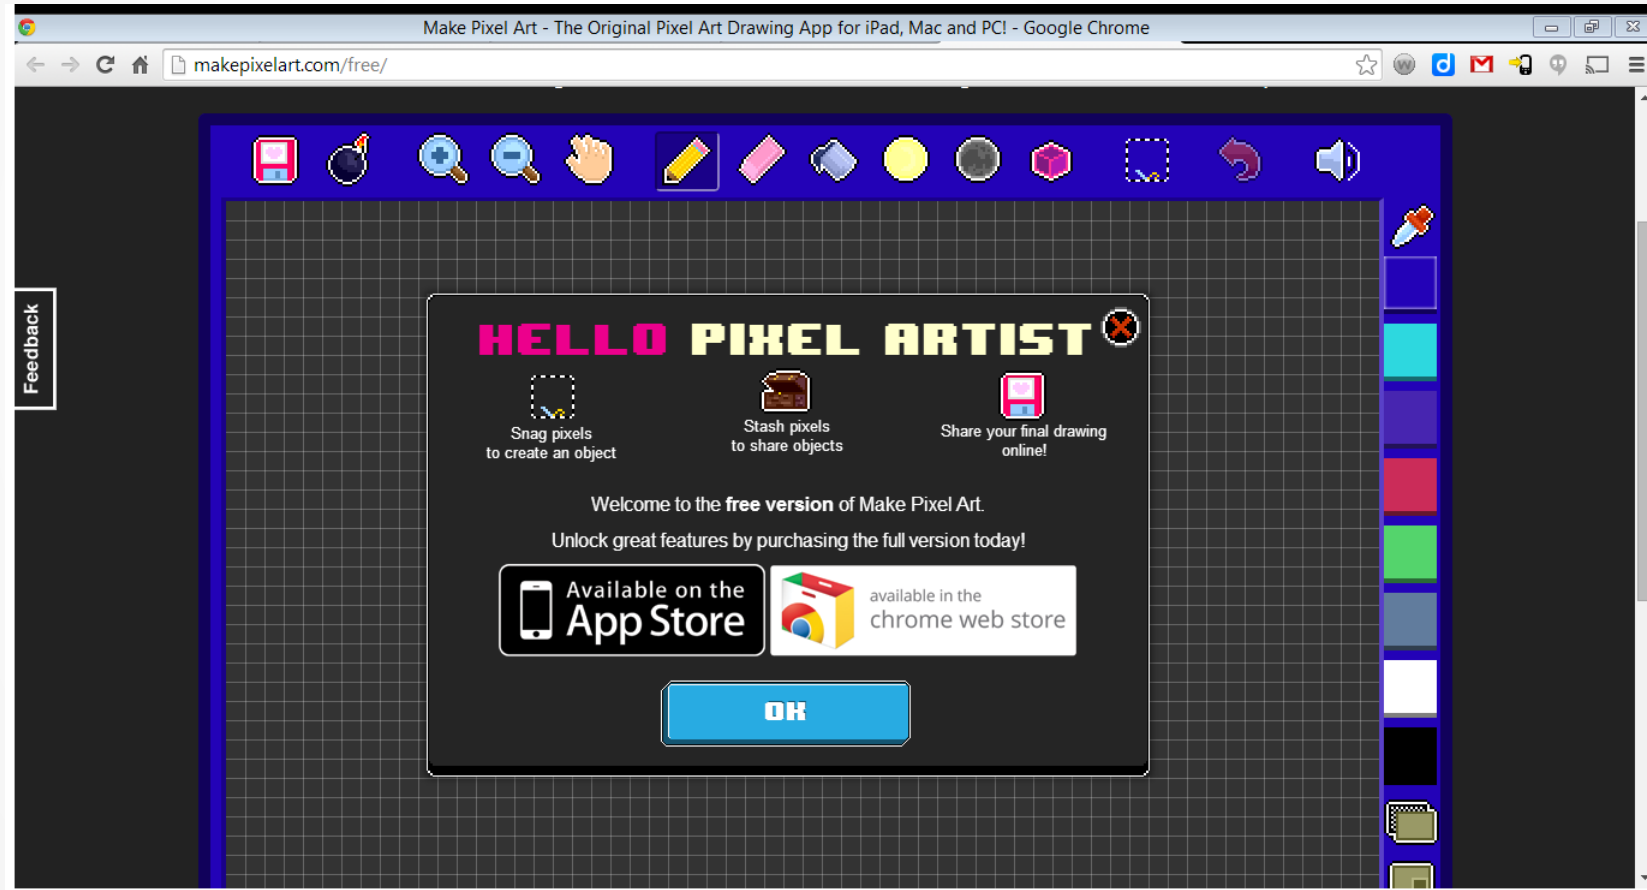 Make Pixel Art - The Original Pixel Art Drawing App for iPad, Mac and PC! - Google Chrome
makepixelart.com/free/
Feedback
HELLO PIXEL ARTIST
Snag pixels
to create an object
Stash pixels
to share objects
Share your final drawing
online!
Welcome to the free version of Make Pixel Art.
Unlock great features by purchasing the full version today!
Available on the
App Store
available in the
chrome web store
OK